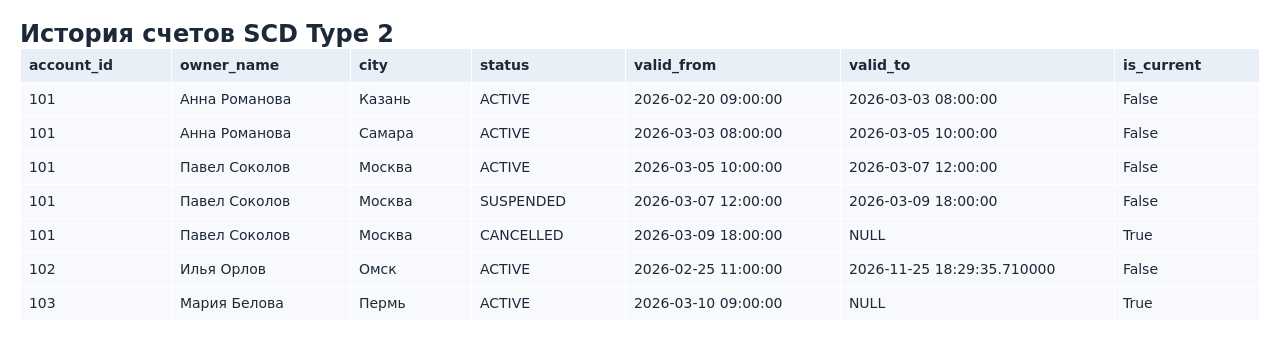 История счетов SCD Type 2
account_id owner_name city status valid_from valid_to is_current
101 Анна Романова Казань ACTIVE 2026-02-20 09:00:00 2026-03-03 08:00:00 False
101 Анна Романова Самара ACTIVE 2026-03-03 08:00:00 2026-03-05 10:00:00 False
101 Павел Соколов Москва ACTIVE 2026-03-05 10:00:00 2026-03-07 12:00:00 False
101 Павел Соколов Москва SUSPENDED 2026-03-07 12:00:00 2026-03-09 18:00:00 False
101 Павел Соколов Москва CANCELLED 2026-03-09 18:00:00 NULL True
102 Илья Орлов Омск ACTIVE 2026-02-25 11:00:00 2026-11-25 18:29:35.710000 False
103 Мария Белова Пермь ACTIVE 2026-03-10 09:00:00 NULL True